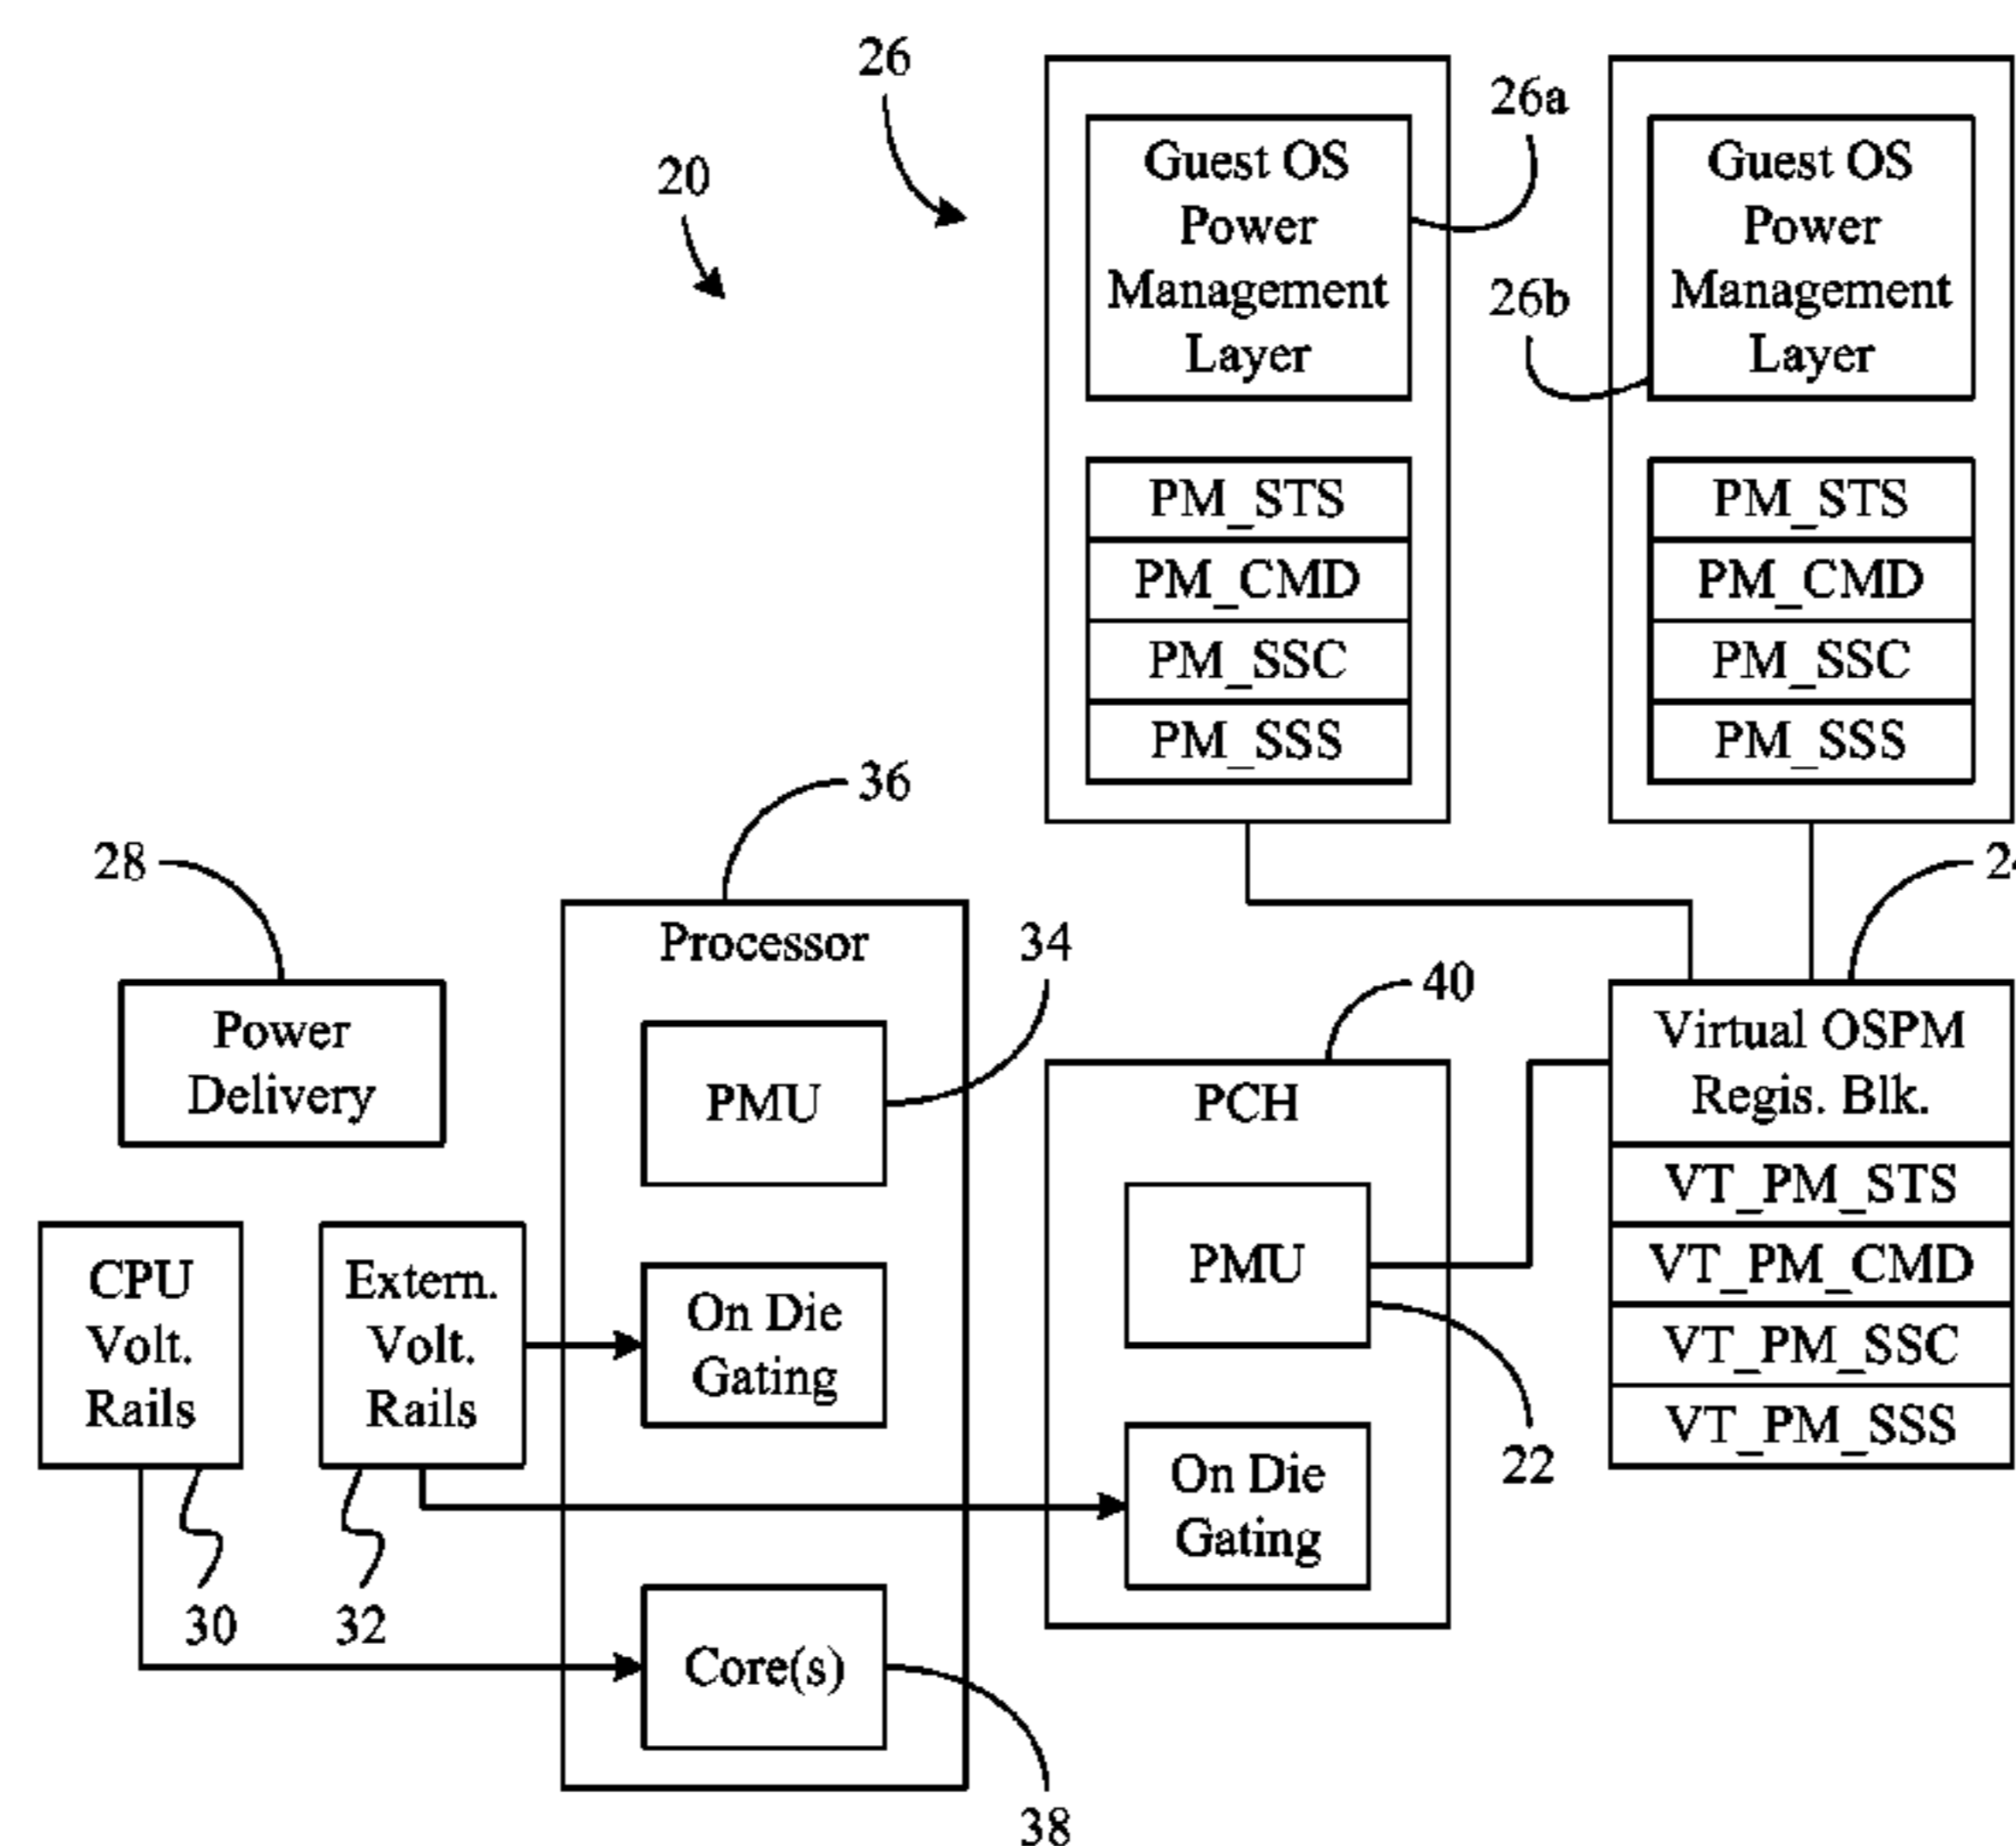 26
20
26a
26b
Guest OS
Power
Management
Layer
PM_STS
PM_CMD
PM_SSC
PM_SSS
Guest OS
Power
Management
Layer
PM_STS
PM_CMD
PM_SSC
PM_SSS
36
28
Power
Delivery
Processor
34
PMU
40
PCH
PMU
22
On Die
Gating
Virtual OSPM
Regis. Blk.
VT_PM_STS
VT_PM_CMD
VT_PM_SSC
VT_PM_SSS
CPU
Volt.
Rails
Extern.
Volt.
Rails
On Die
Gating
30
32
Core(s)
38